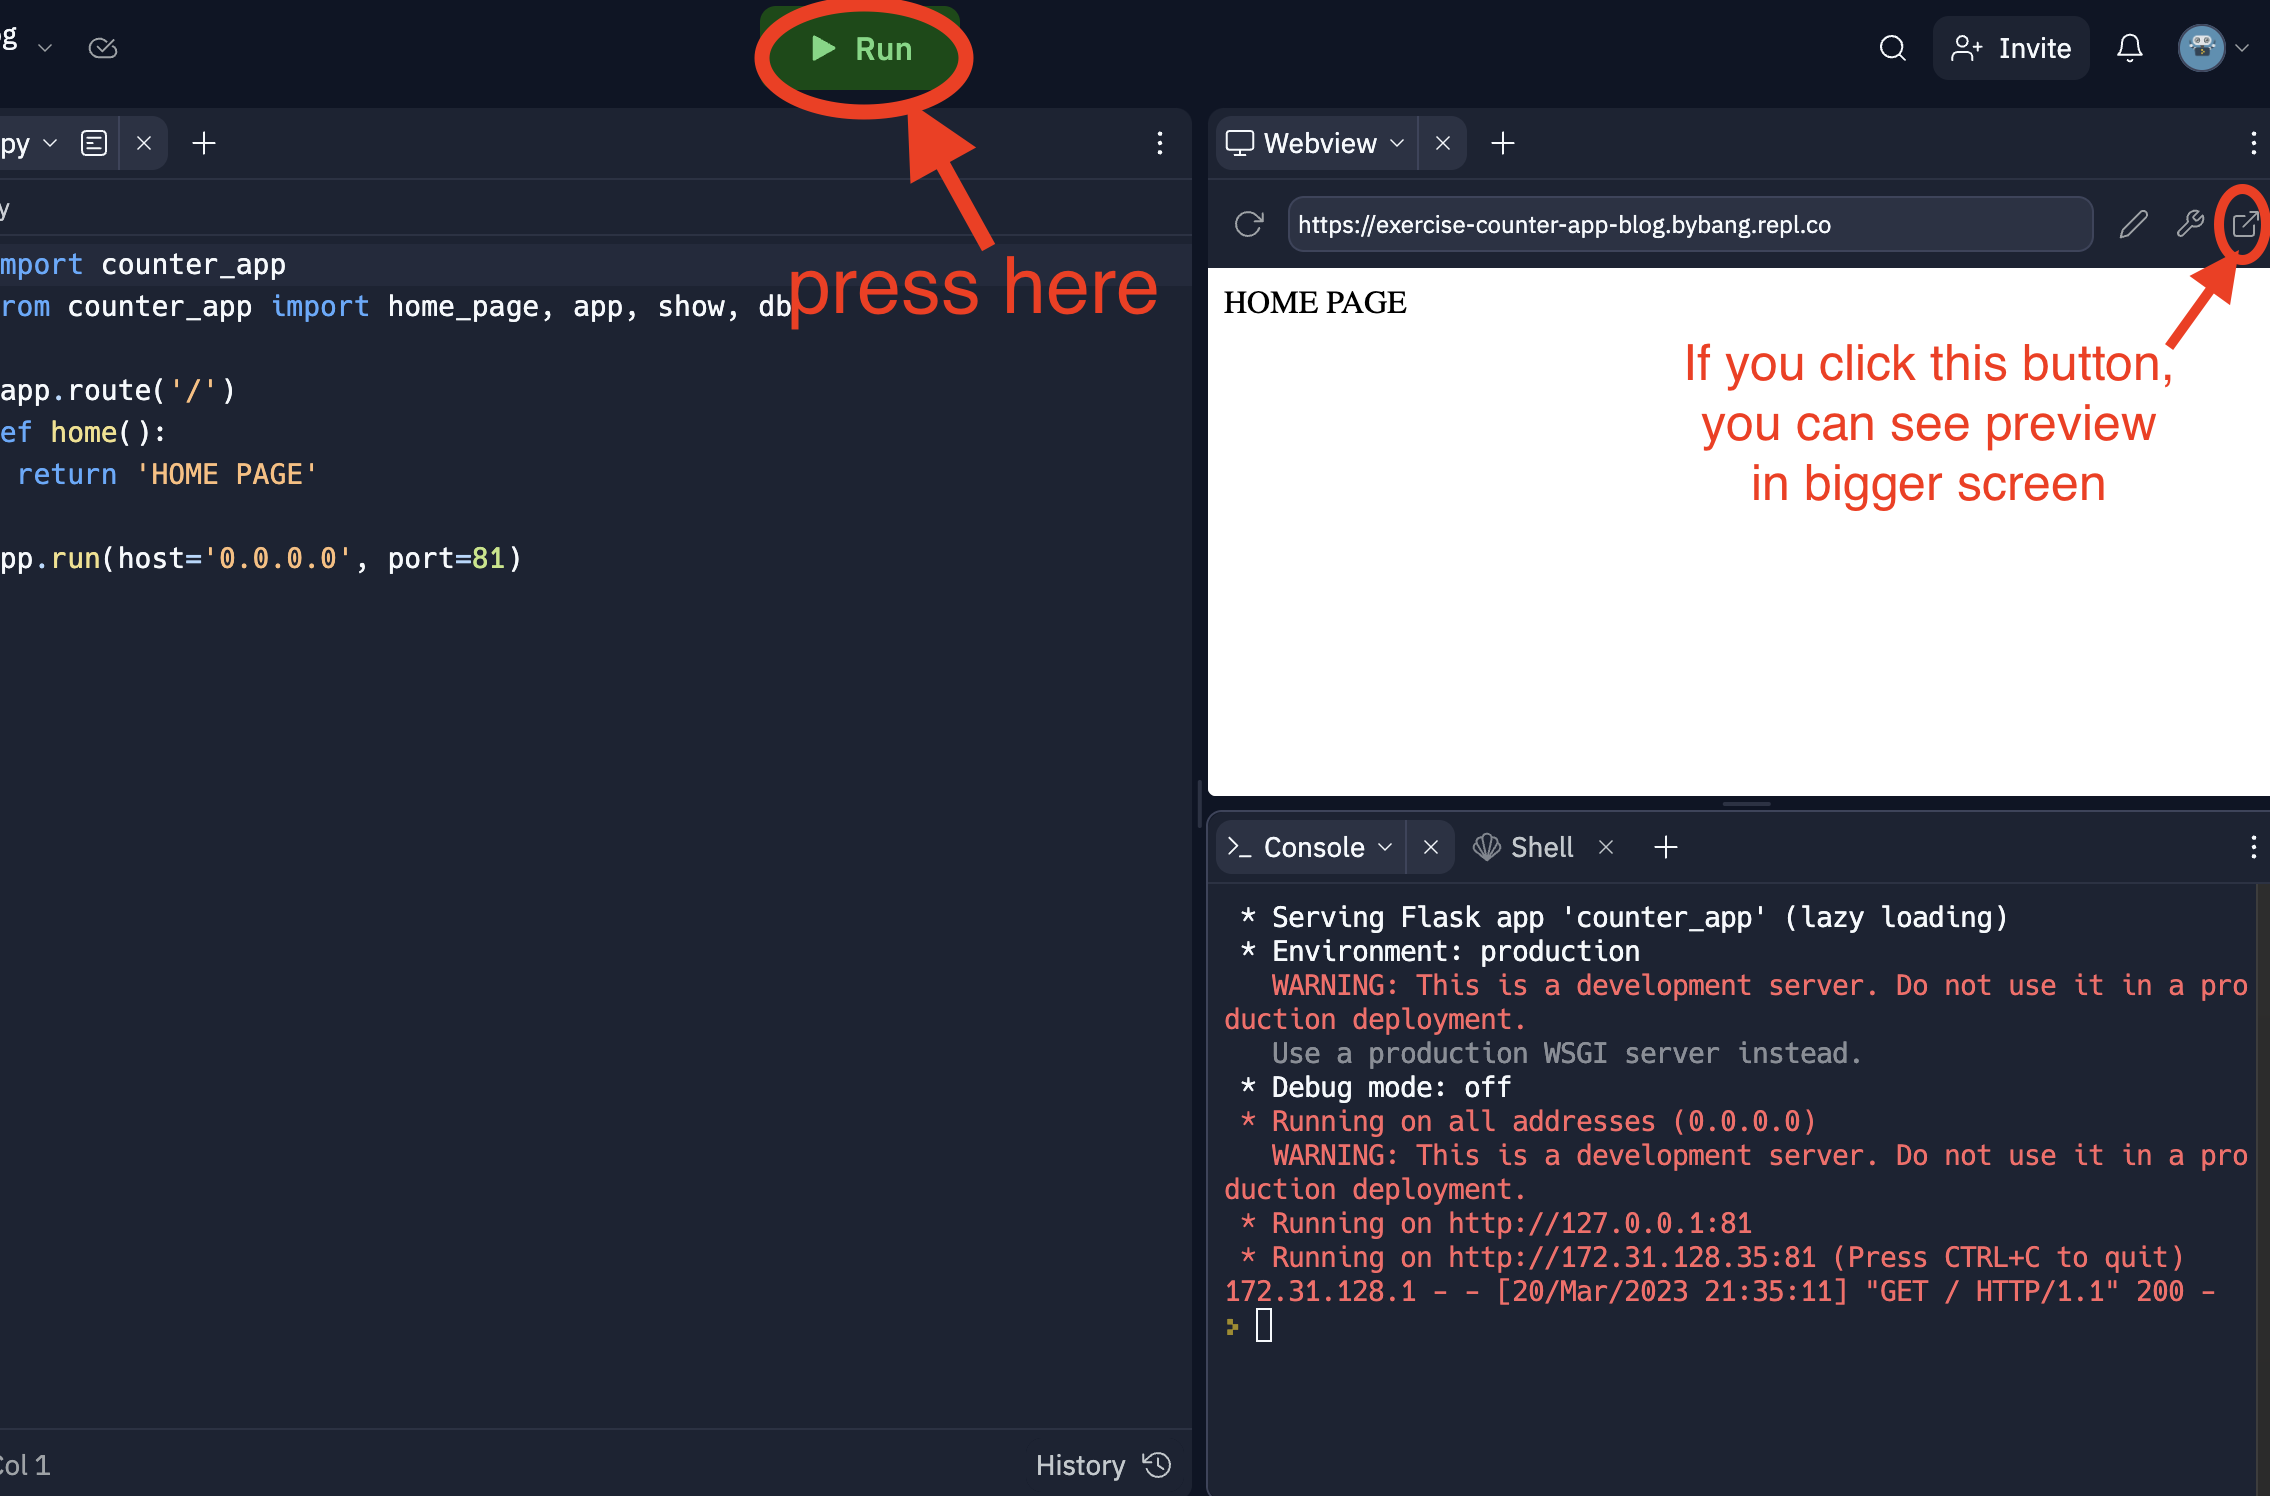 g
Run
Invite
py
Webview
y
https://exercise-counter-app-blog.bybang.repl.co
mport counter_app
rom counter_app import home_page, app, show, db
press here
app.route('/')
ef home():
return 'HOME PAGE'
pp.run(host='0.0.0.0', port=81)
HOME PAGE
If you click this button,
you can see preview
in bigger screen
Console
Shell
* Serving Flask app 'counter_app' (lazy loading)
* Environment: production
WARNING: This is a development server. Do not use it in a pro
duction deployment.
Use a production WSGI server instead.
* Debug mode: off
* Running on all addresses (0.0.0.0)
WARNING: This is a development server. Do not use it in a pro
duction deployment.
* Running on http://127.0.0.1:81
* Running on http://172.31.128.35:81 (Press CTRL+C to quit)
172.31.128.1 - - [20/Mar/2023 21:35:11] "GET / HTTP/1.1" 200 -
Col 1
History